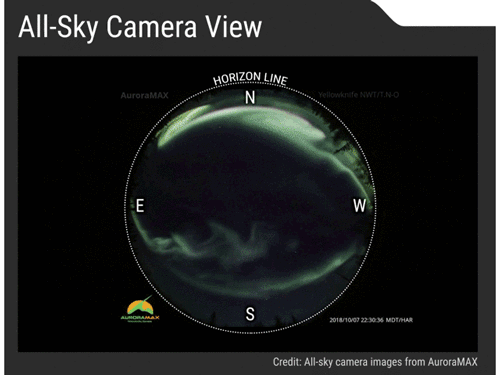 All-Sky Camera View
HORIZON LINE
AuroraMAX
Yellowknife NWT/T.N-O
N
E
W
S
AURORAMAX
2018/10/07 22:30:36 MDT/HAR
Credit: All-sky camera images from AuroraMAX